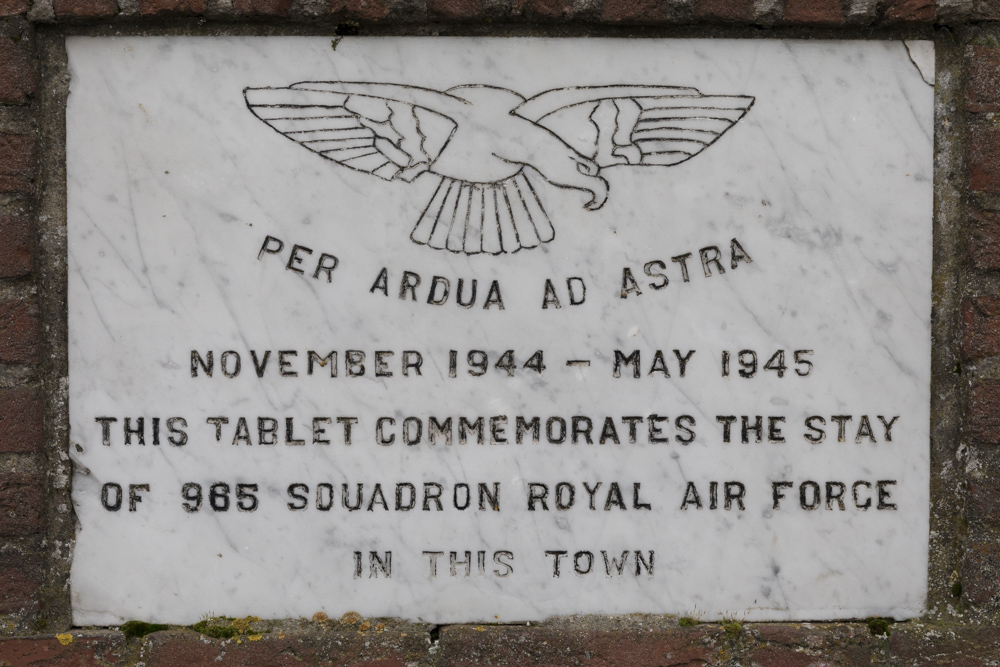 PER ARDUA AD ASTRA
NOVEMBER 1944 - MAY 1945
THIS TABLET COMMEMORATES THE STAY
OF 965 SQUADRON ROYAL AIR FORCE
IN THIS TOWN